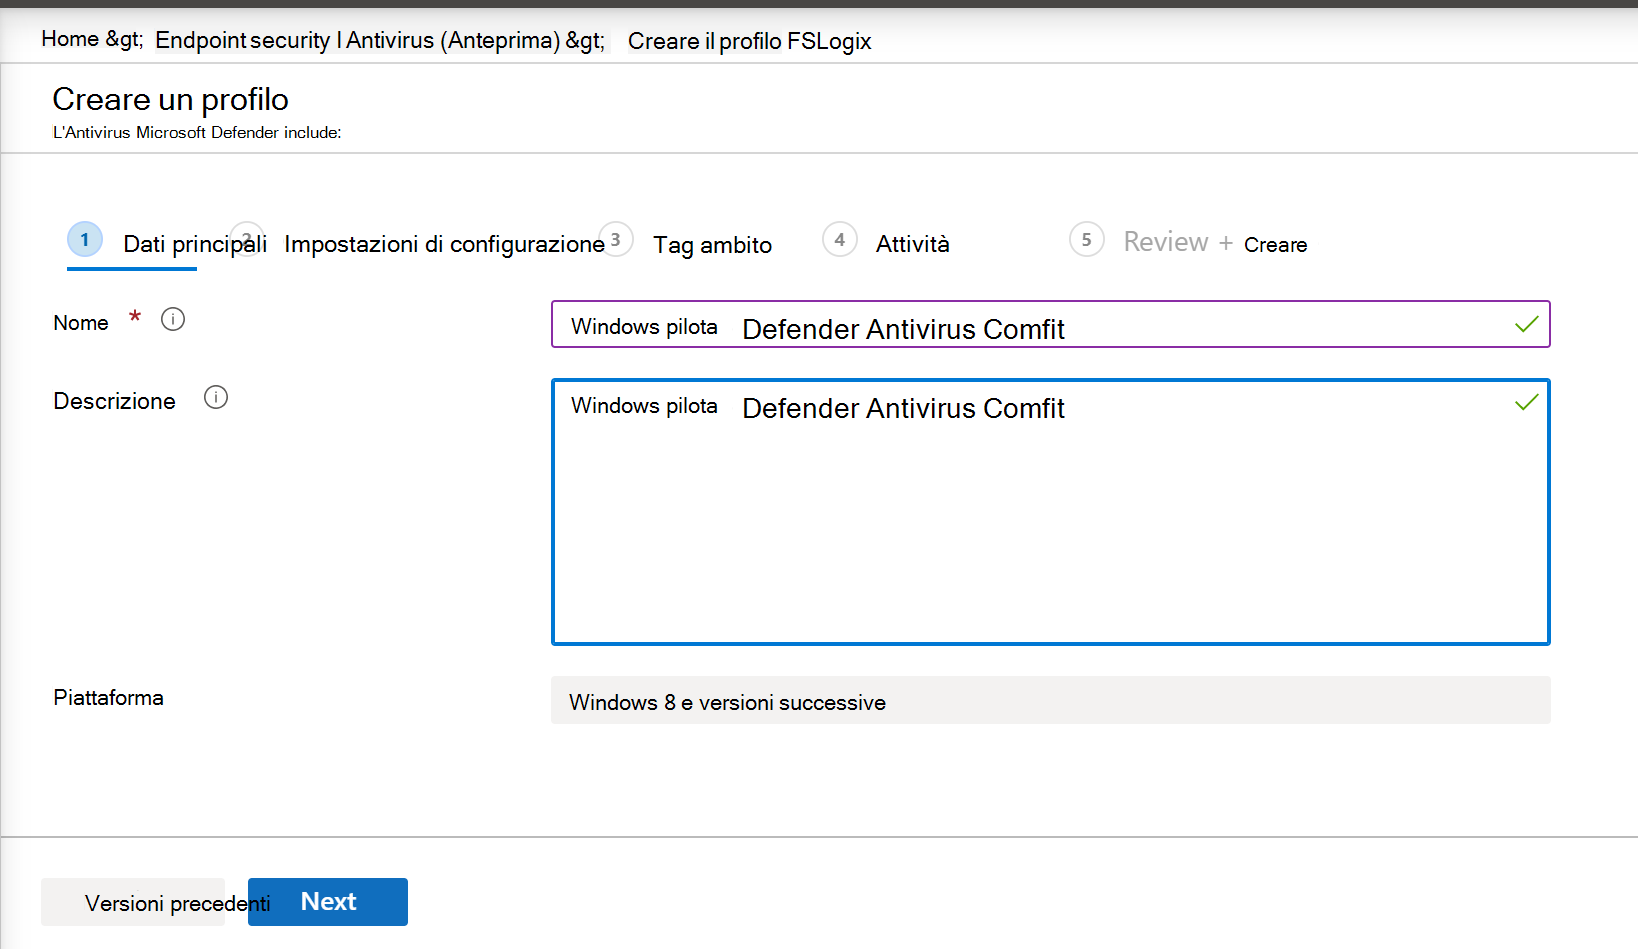 Home &gt; Endpoint security I Antivirus (Anteprima) &gt; Creare il profilo FSLogix
Creare un profilo
L'Antivirus Microsoft Defender include:
1 Dati principali 2 Impostazioni di configurazione 3 Tag ambito 4 Attività 5 Review + Creare
Nome * i Windows pilota Defender Antivirus Comfit
Descrizione i Windows pilota Defender Antivirus Comfit
Piattaforma Windows 8 e versioni successive
Versioni precedenti Next